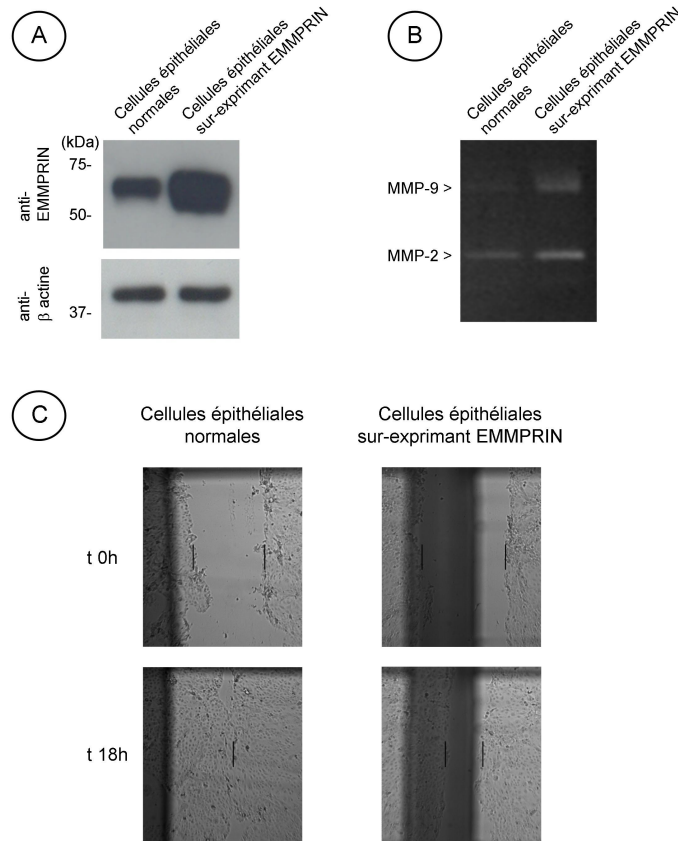 A
Cellules épithéliales
normales
Cellules épithéliales
sur-exprimant EMMPRIN
(kDa)
75-
50-
anti-
EMMPRIN
37-
anti-
β actine
B
Cellules épithéliales
normales
Cellules épithéliales
sur-exprimant EMMPRIN
MMP-9 >
MMP-2 >
C
Cellules épithéliales
normales
Cellules épithéliales
sur-exprimant EMMPRIN
t 0h
t 18h